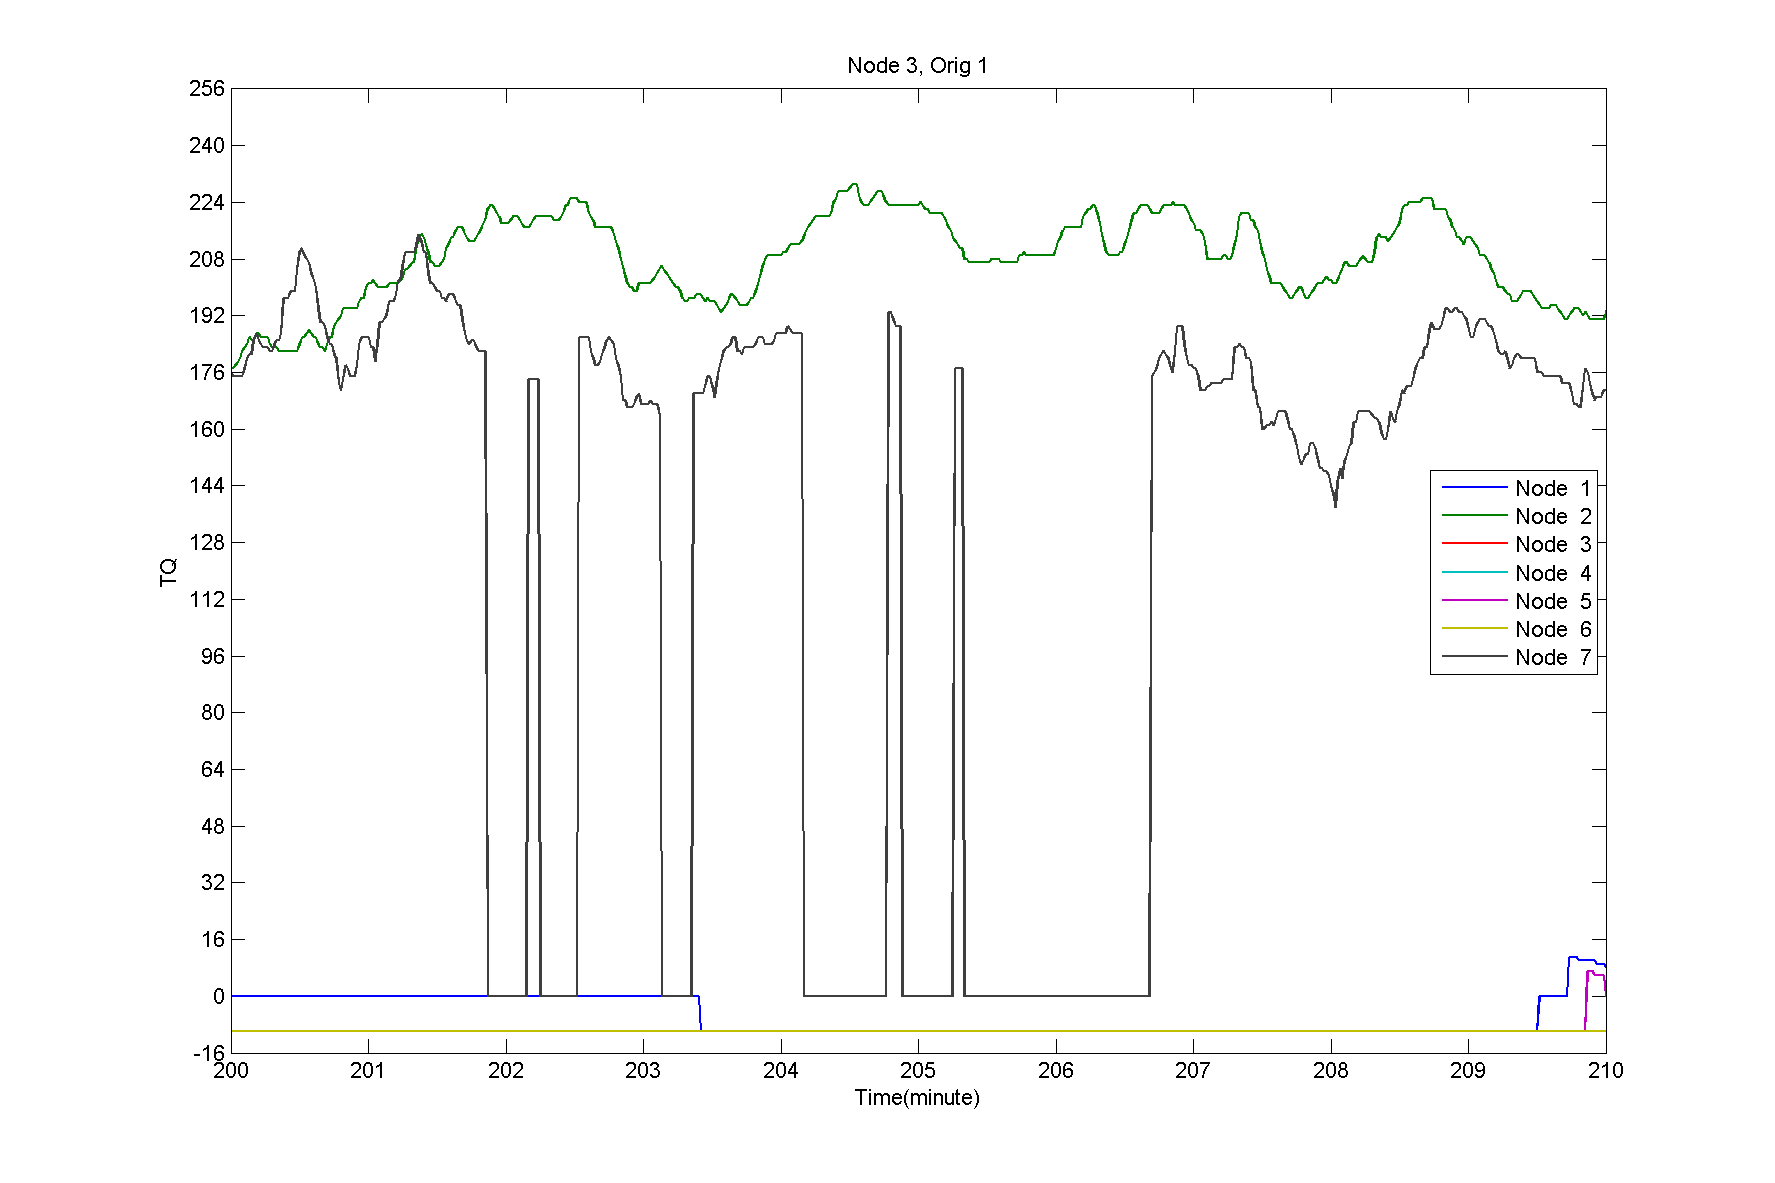 Node 3, Orig 1
256
240
224
208
192
176
160
144
128
112
96
80
64
48
32
16
0
-16
TQ
Node 1
Node 2
Node 3
Node 4
Node 5
Node 6
Node 7
200 201 202 203 204 205 206 207 208 209 210
Time(minute)